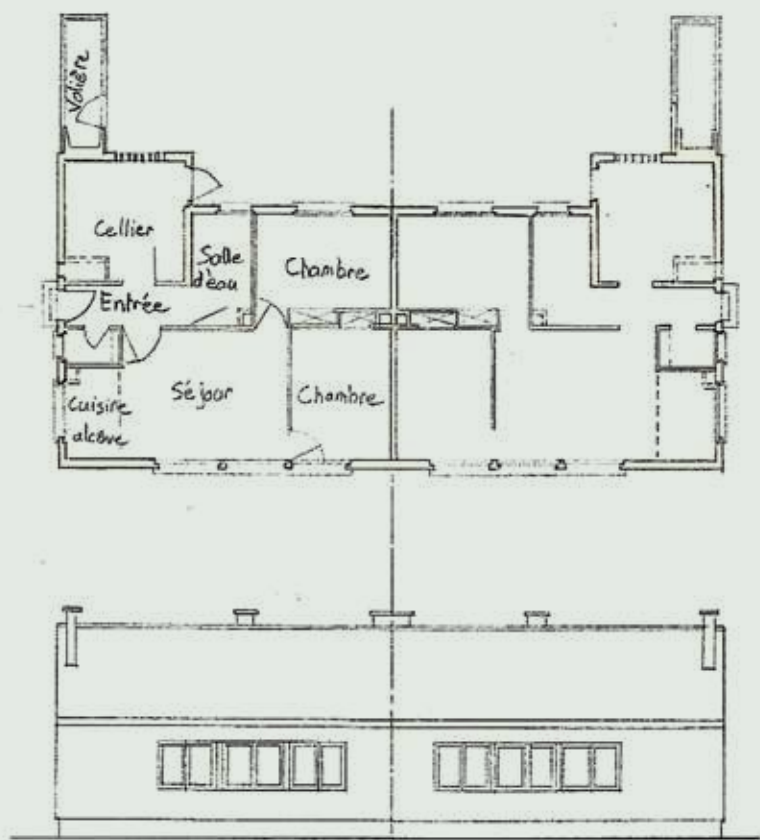 Volière
Cellier
Salle
d'eau
Chambre
Entrée
Séjour
Chambre
Cuisine
alcôve